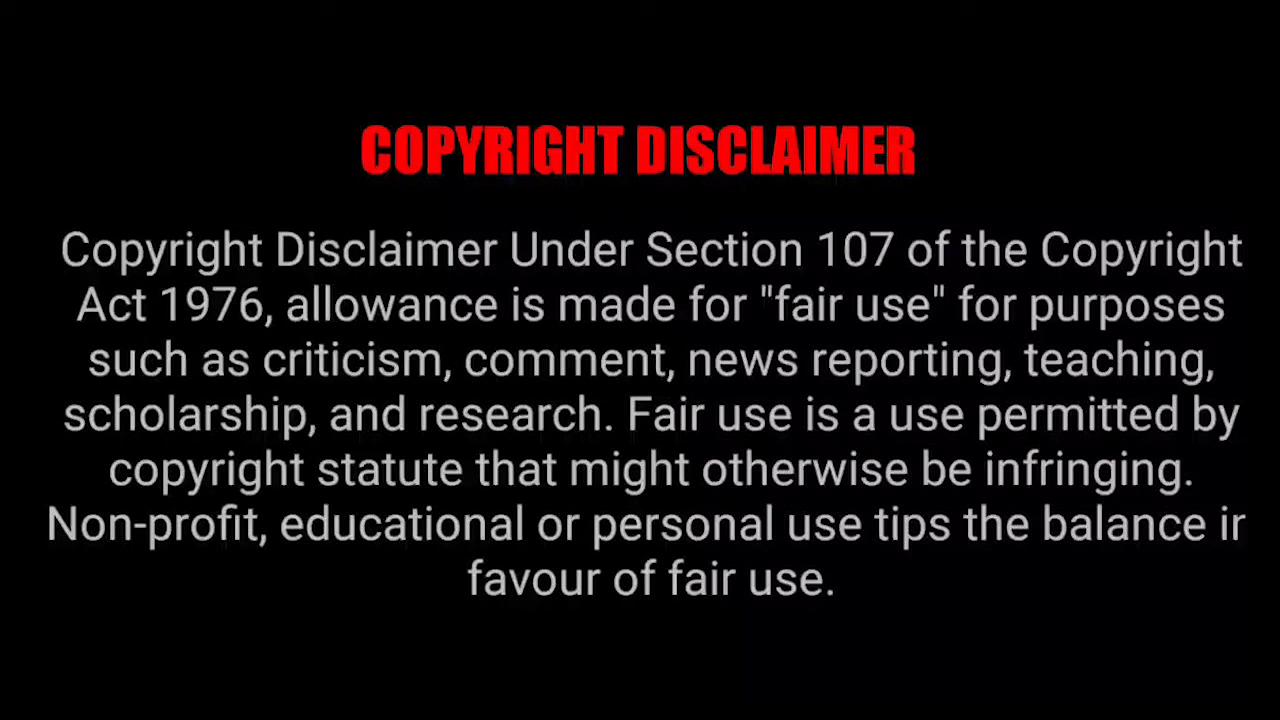 COPYRIGHT DISCLAIMER
Copyright Disclaimer Under Section 107 of the Copyright
Act 1976, allowance is made for "fair use" for purposes
such as criticism, comment, news reporting, teaching,
scholarship, and research. Fair use is a use permitted by
copyright statute that might otherwise be infringing.
Non-profit, educational or personal use tips the balance ir
favour of fair use.